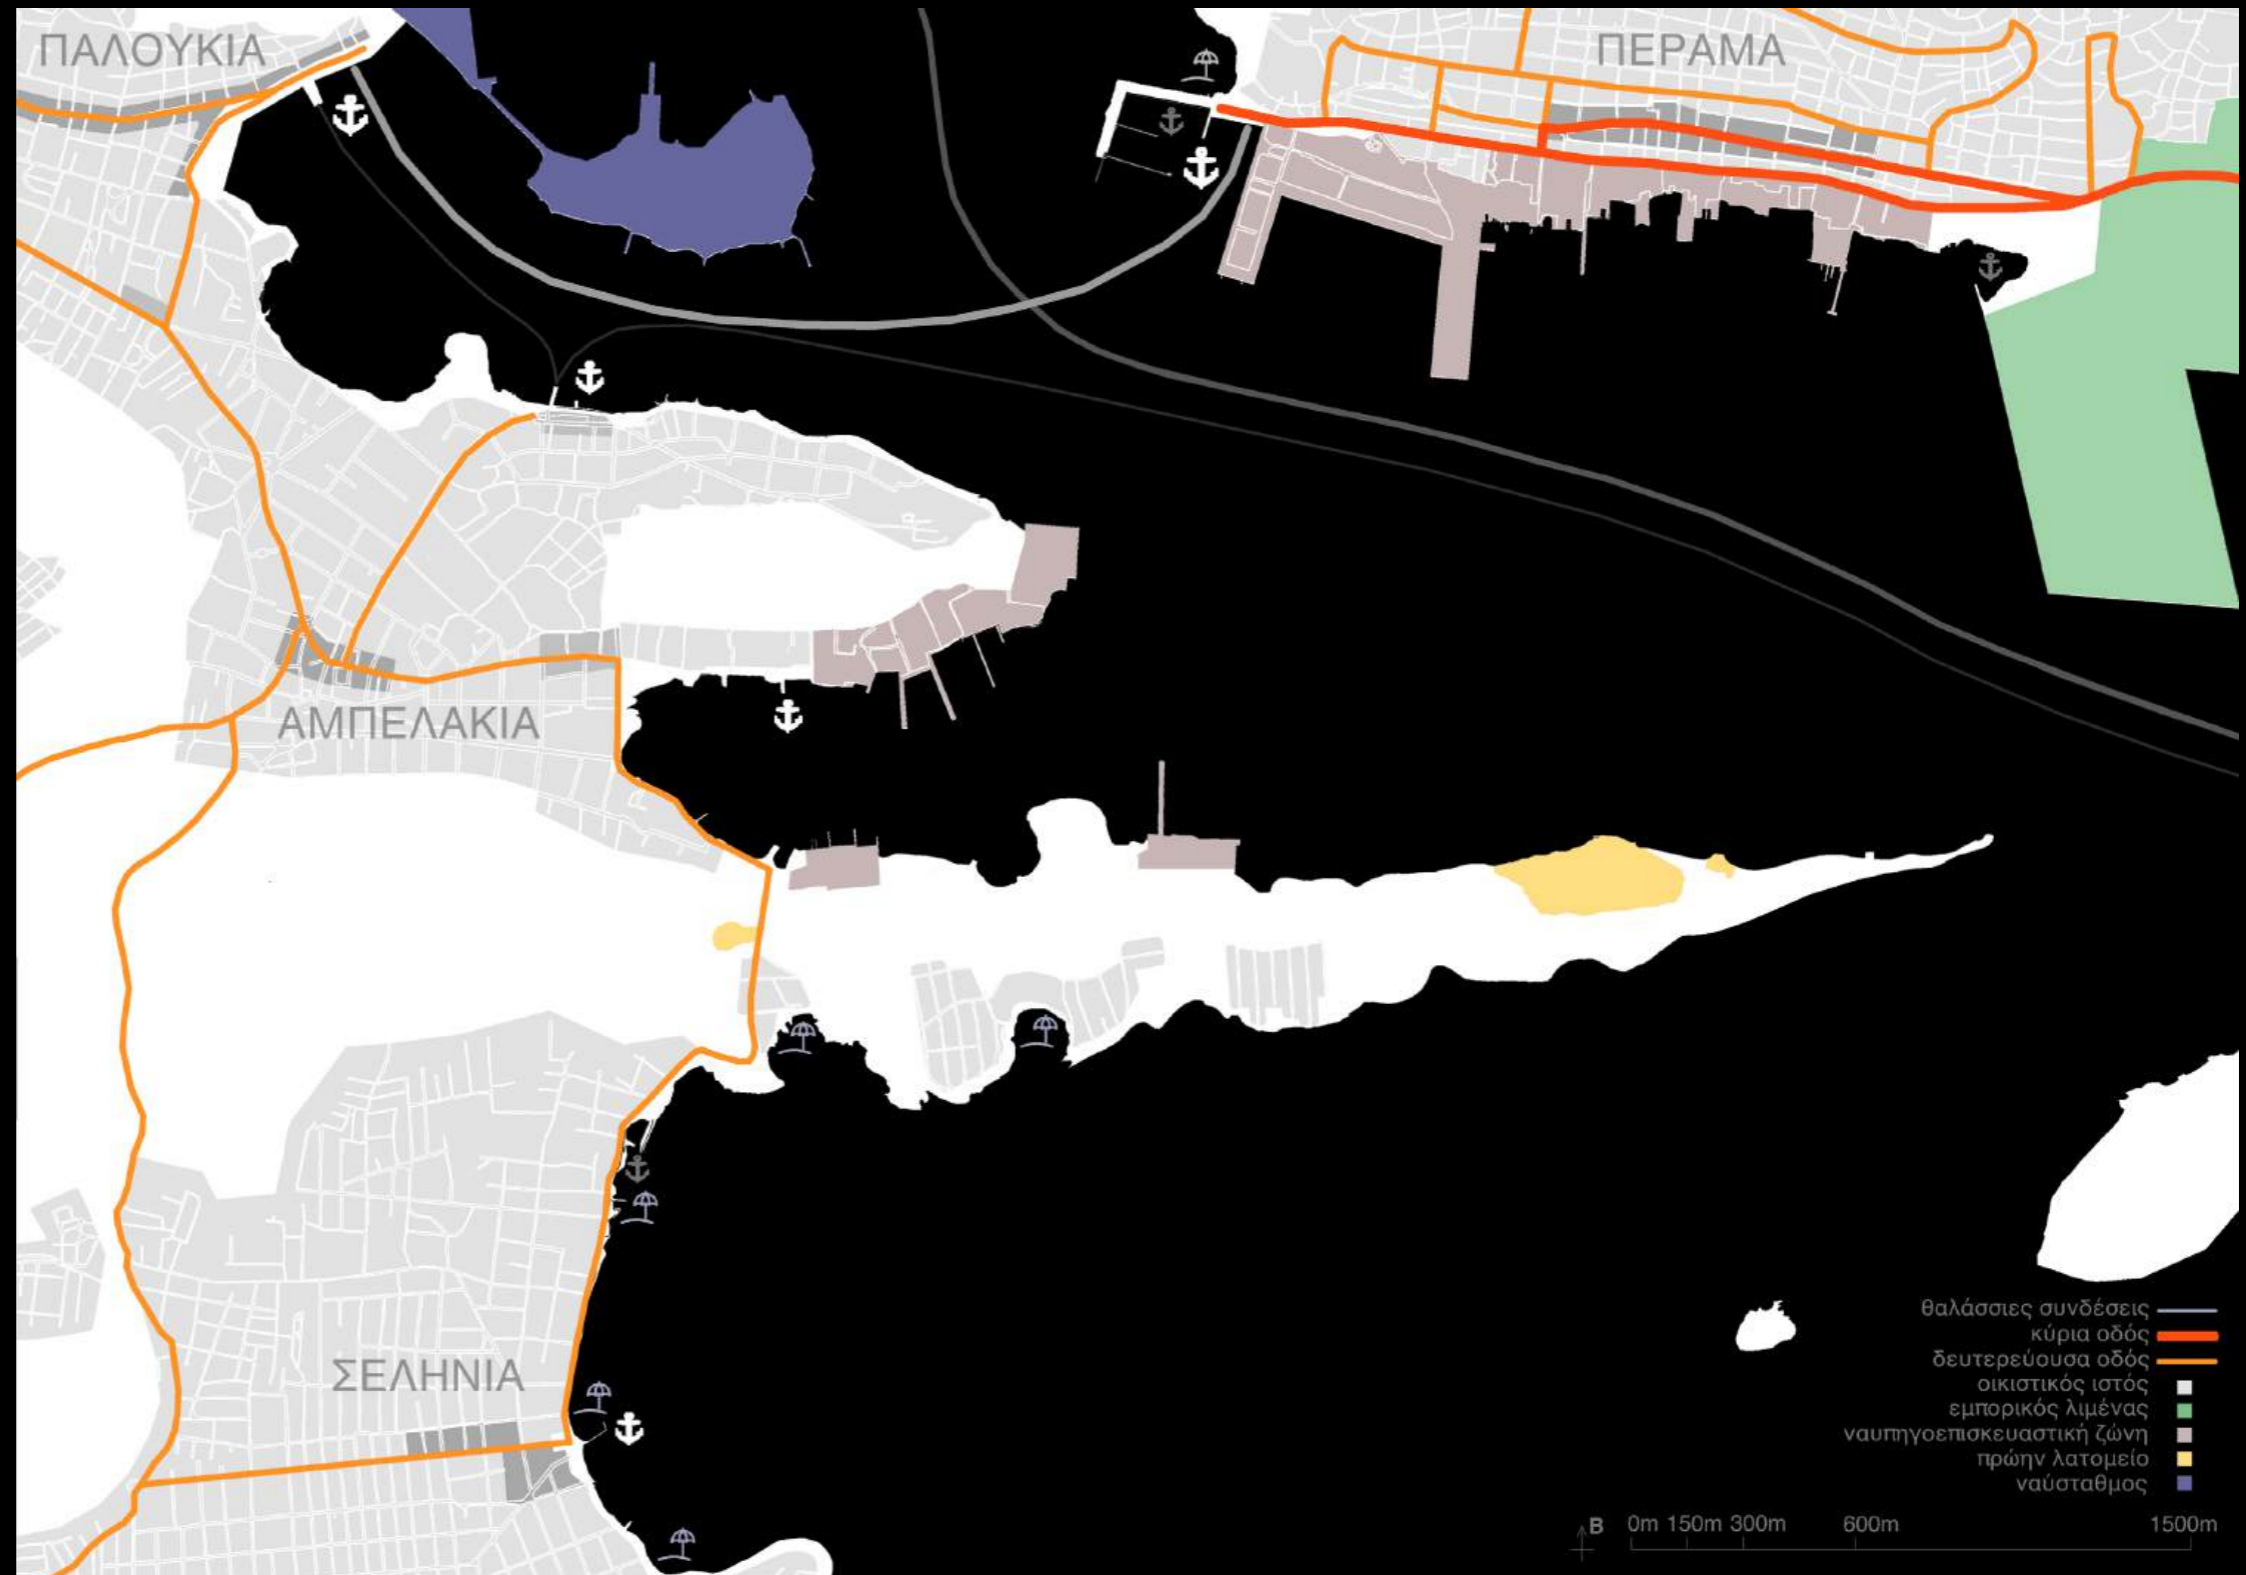 ΠΑΛΟΥΚΙΑ
ΠΕΡΑΜΑ
ΑΜΠΕΛΑΚΙΑ
ΣΕΛΗΝΙΑ
θαλάσσιες συνδέσεις
κύρια οδός
δευτερεύουσα οδός
οικιστικός ιστός
εμπορικός λιμένας
ναυπηγοεπισκευαστική ζώνη
πρώην λατομείο
ναύσταθμος
Β 0m 150m 300m 600m 1500m